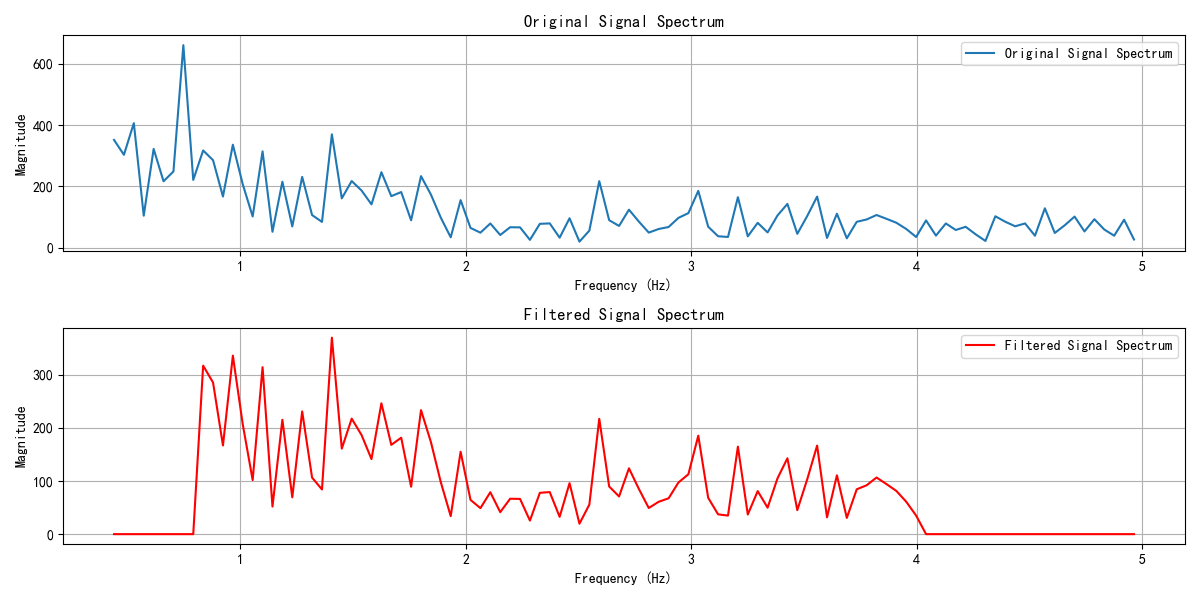 Original Signal Spectrum
Original Signal Spectrum
Magnitude
600
400
200
0
1 2 3 4 5
Frequency (Hz)
Filtered Signal Spectrum
Filtered Signal Spectrum
Magnitude
300
200
100
0
1 2 3 4 5
Frequency (Hz)